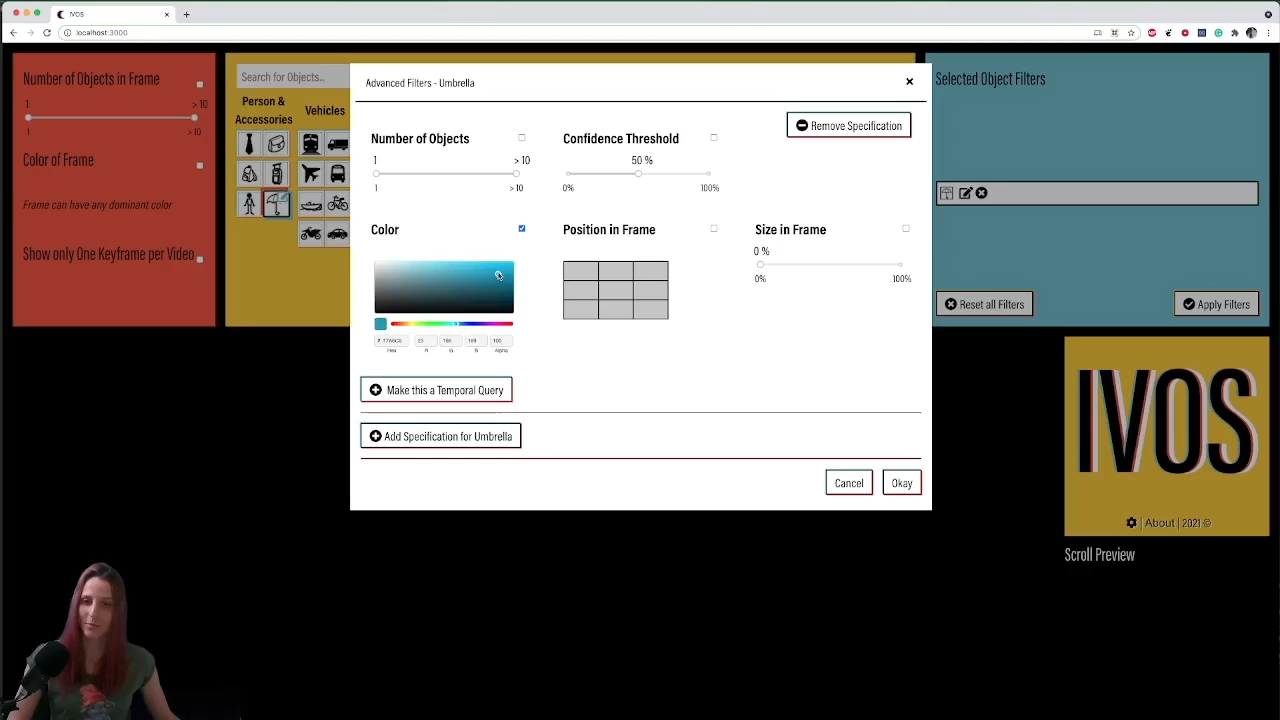 IVOS
localhost:3000
Number of Objects in Frame
1
> 10
1
>10
Color of Frame
Frame can have any dominant color
Show only One Keyframe per Video
Search for Objects...
Person &
Accessories
Vehicles
Advanced Filters - Umbrella
Remove Specification
Number of Objects
1
> 10
1
> 10
Confidence Threshold
50 %
0%
100%
Color
Hex
R
G
B
Alpha
Position in Frame
Size in Frame
0 %
0%
100%
Make this a Temporal Query
Add Specification for Umbrella
Cancel
Okay
Selected Object Filters
Reset all Filters
Apply Filters
IVOS
| About | 2021 ©
Scroll Preview